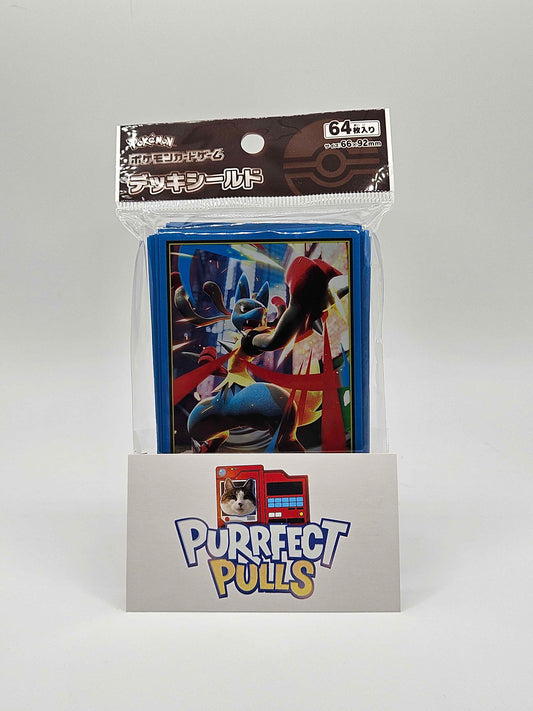 Pokémon
ポケモンカードゲーム
デッキシールド
64枚入り
サイズ:66×92mm
PURRFECT
PULLS